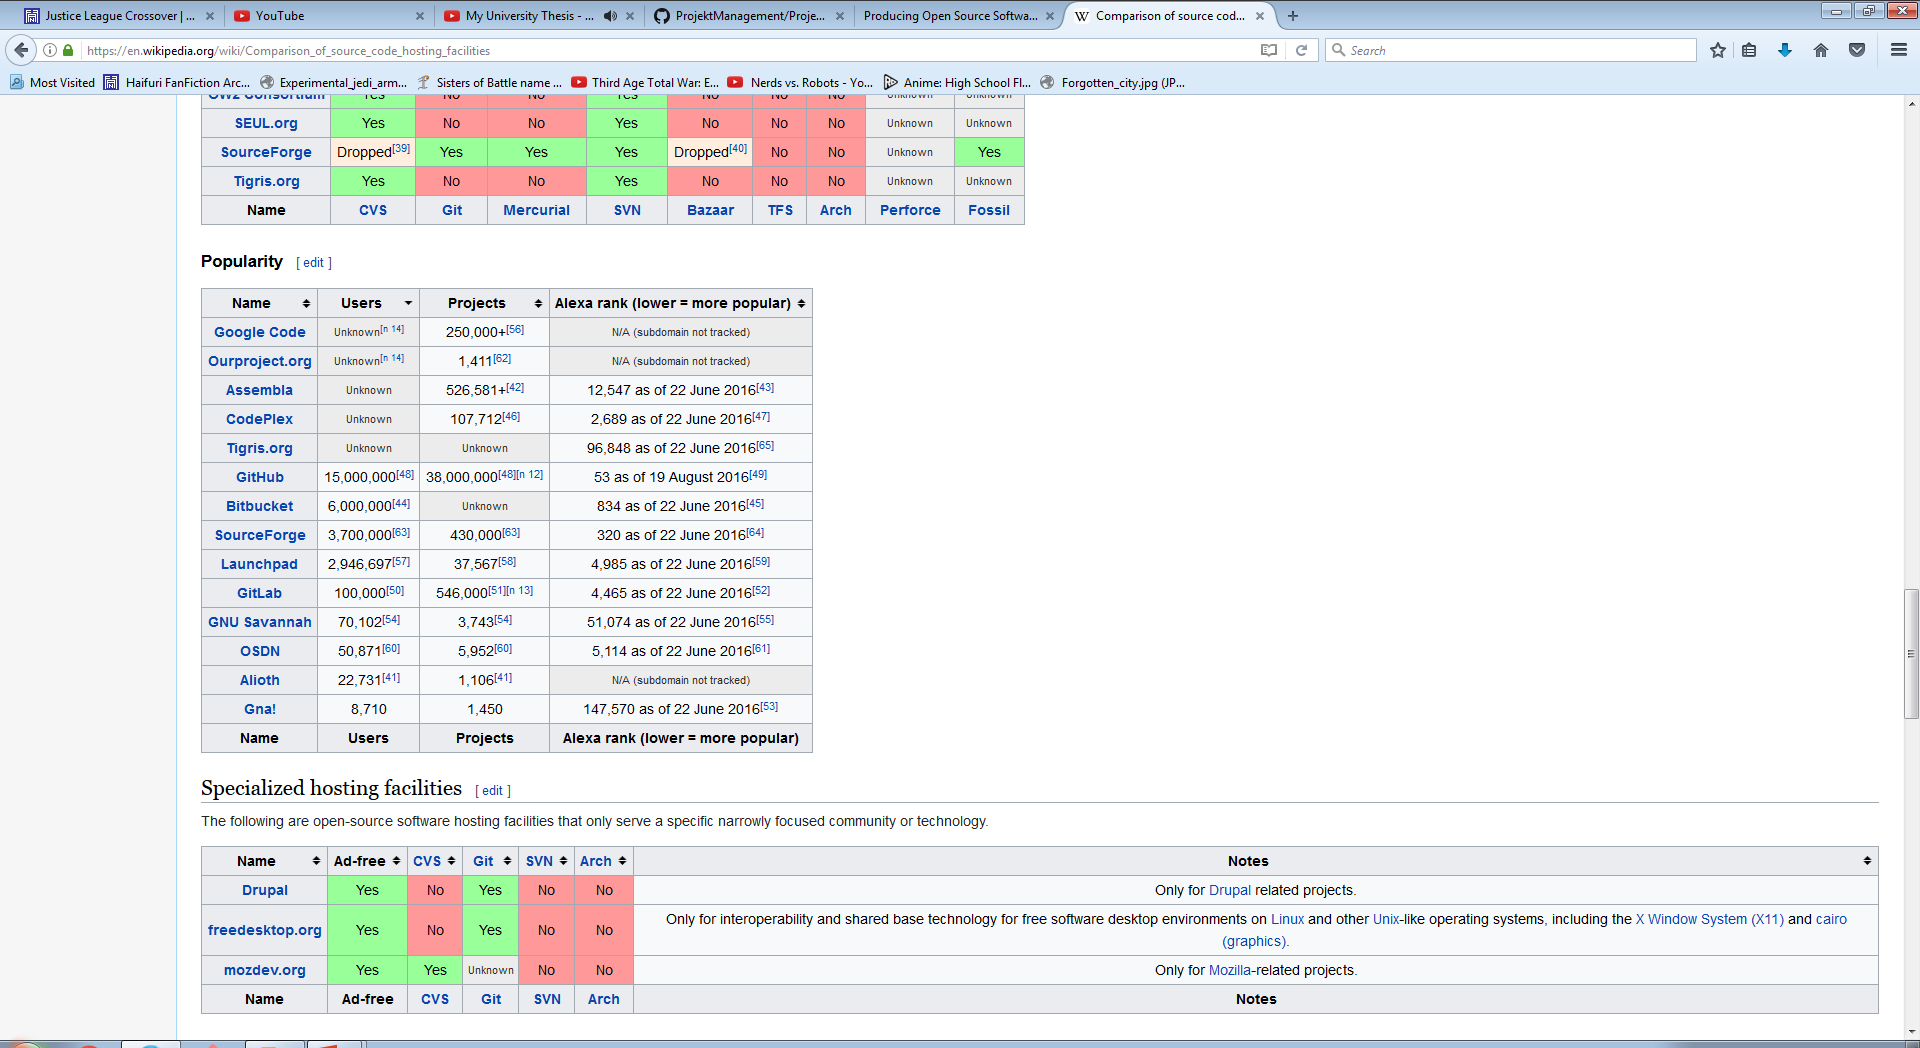 Justice League Crossover | ...
YouTube
My University Thesis - ...
ProjektManagement/Proje...
Producing Open Source Softwa...
W Comparison of source cod...
https://en.wikipedia.org/wiki/Comparison_of_source_code_hosting_facilities
Search
Most Visited Haifuri FanFiction Arc... Experimental_jedi_arm... Sisters of Battle name ... Third Age Total War: E... Nerds vs. Robots - Yo... Anime: High School Fl... Forgotten_city.jpg (JP...
OW2 Consortium Yes No No Yes No No No Unknown Unknown
SEUL.org Yes No No Yes No No No Unknown Unknown
SourceForge Dropped[39] Yes Yes Yes Dropped[40] No No Unknown Yes
Tigris.org Yes No No Yes No No No Unknown Unknown
Name CVS Git Mercurial SVN Bazaar TFS Arch Perforce Fossil
Popularity [ edit ]
Name Users Projects Alexa rank (lower = more popular)
Google Code Unknown[n 14] 250,000+[56] N/A (subdomain not tracked)
Ourproject.org Unknown[n 14] 1,411[62] N/A (subdomain not tracked)
Assembla Unknown 526,581+[42] 12,547 as of 22 June 2016[43]
CodePlex Unknown 107,712[46] 2,689 as of 22 June 2016[47]
Tigris.org Unknown Unknown 96,848 as of 22 June 2016[65]
GitHub 15,000,000[48] 38,000,000[48][n 12] 53 as of 19 August 2016[49]
Bitbucket 6,000,000[44] Unknown 834 as of 22 June 2016[45]
SourceForge 3,700,000[63] 430,000[63] 320 as of 22 June 2016[64]
Launchpad 2,946,697[57] 37,567[58] 4,985 as of 22 June 2016[59]
GitLab 100,000[50] 546,000[51][n 13] 4,465 as of 22 June 2016[52]
GNU Savannah 70,102[54] 3,743[54] 51,074 as of 22 June 2016[55]
OSDN 50,871[60] 5,952[60] 5,114 as of 22 June 2016[61]
Alioth 22,731[41] 1,106[41] N/A (subdomain not tracked)
Gna! 8,710 1,450 147,570 as of 22 June 2016[53]
Name Users Projects Alexa rank (lower = more popular)
Specialized hosting facilities [ edit ]
The following are open-source software hosting facilities that only serve a specific narrowly focused community or technology.
Name Ad-free CVS Git SVN Arch Notes
Drupal Yes No Yes No No Only for Drupal related projects.
freedesktop.org Yes No Yes No No Only for interoperability and shared base technology for free software desktop environments on Linux and other Unix-like operating systems, including the X Window System (X11) and cairo
(graphics).
mozdev.org Yes Yes Unknown No No Only for Mozilla-related projects.
Name Ad-free CVS Git SVN Arch Notes